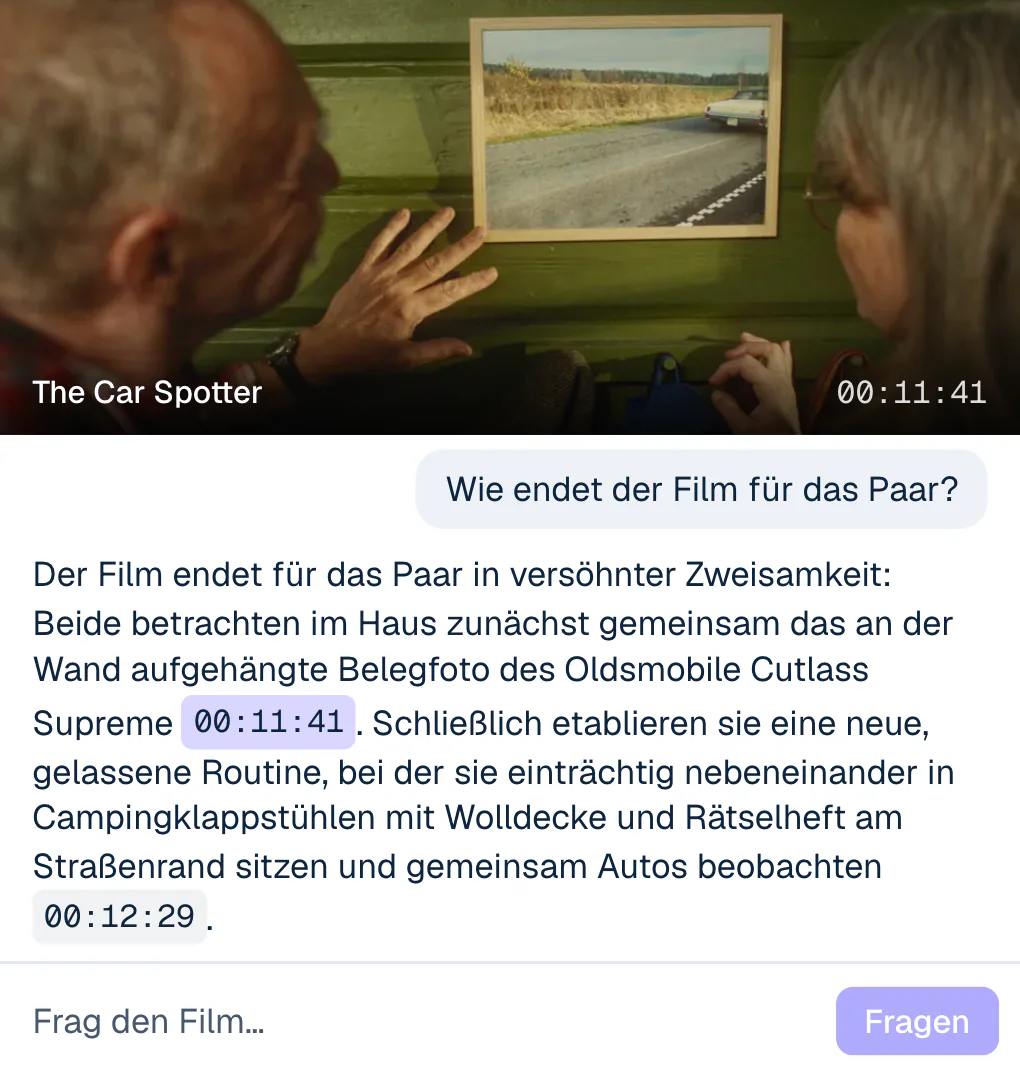 The Car Spotter
00:11:41
Wie endet der Film für das Paar?
Der Film endet für das Paar in versöhnter Zweisamkeit:
Beide betrachten im Haus zunächst gemeinsam das an der
Wand aufgehängte Belegfoto des Oldsmobile Cutlass
Supreme 00:11:41. Schließlich etablieren sie eine neue,
gelassene Routine, bei der sie einträchtig nebeneinander in
Campingklappstühlen mit Wolldecke und Rätselheft am
Straßenrand sitzen und gemeinsam Autos beobachten
00:12:29.
Frag den Film…
Fragen